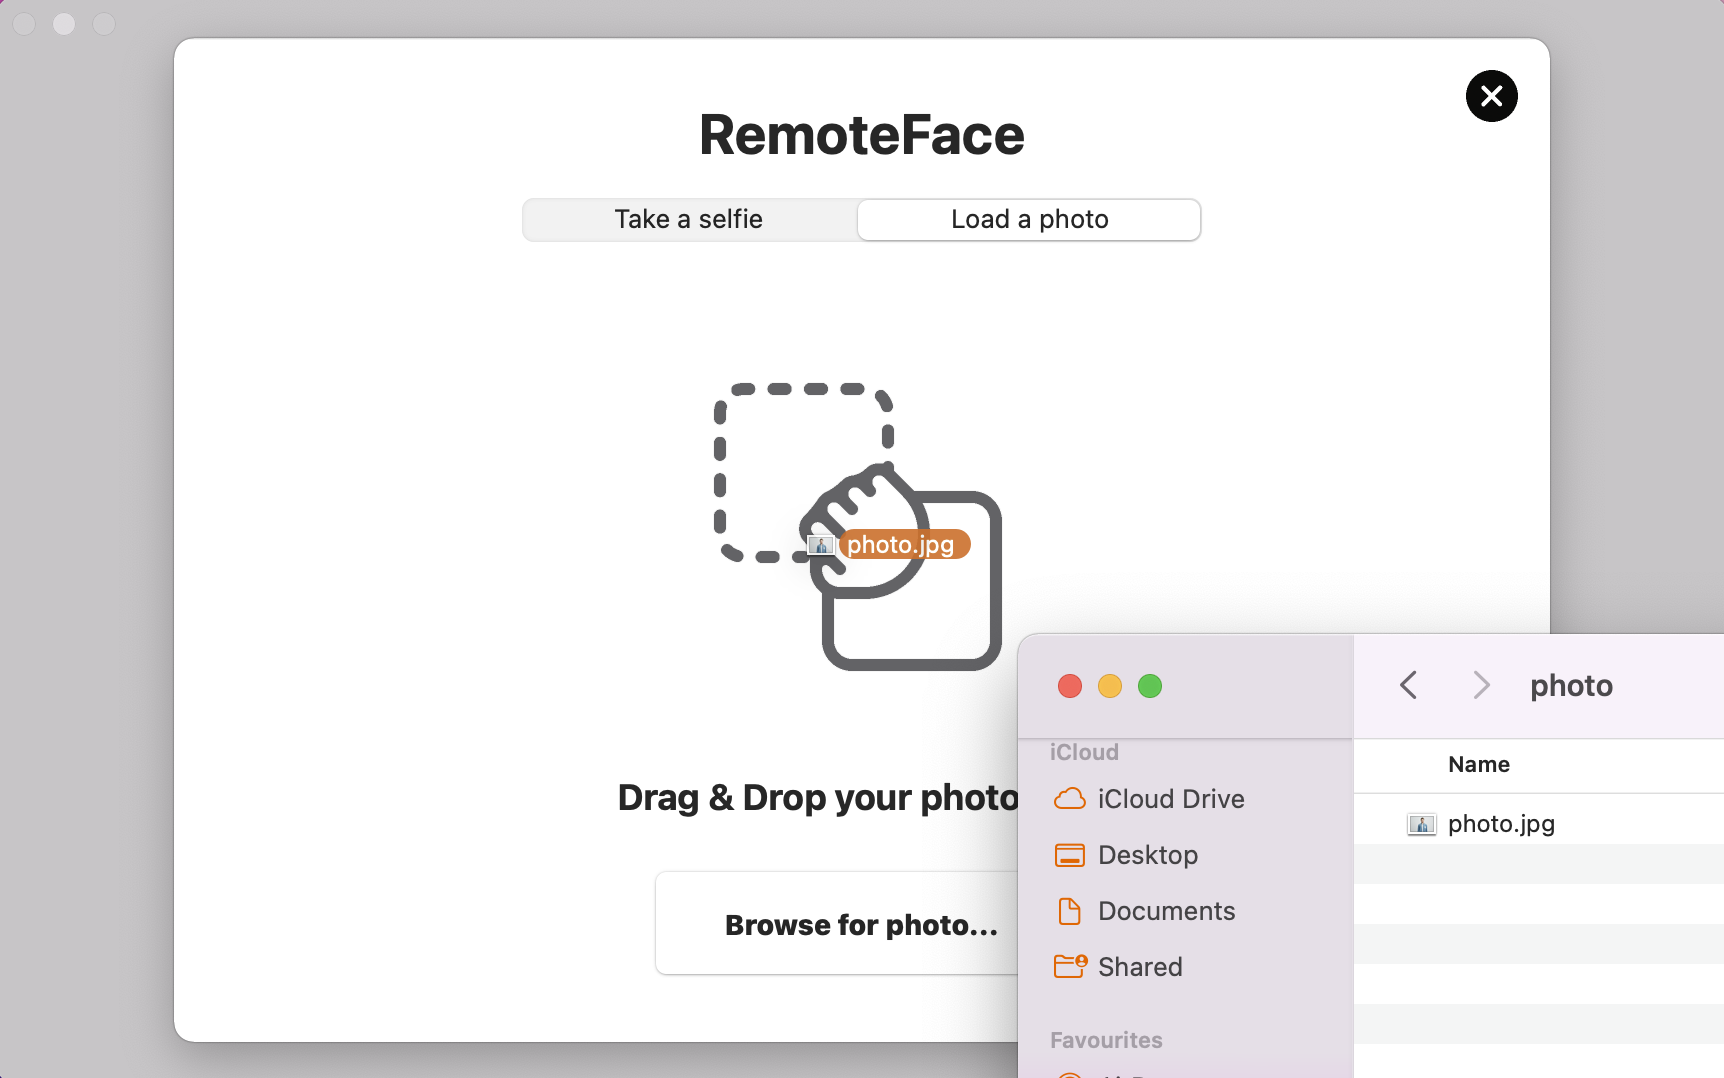 RemoteFace
Take a selfie
Load a photo
photo.jpg
Drag & Drop your photo
Browse for photo...
photo
iCloud
Name
iCloud Drive
photo.jpg
Desktop
Documents
Shared
Favourites